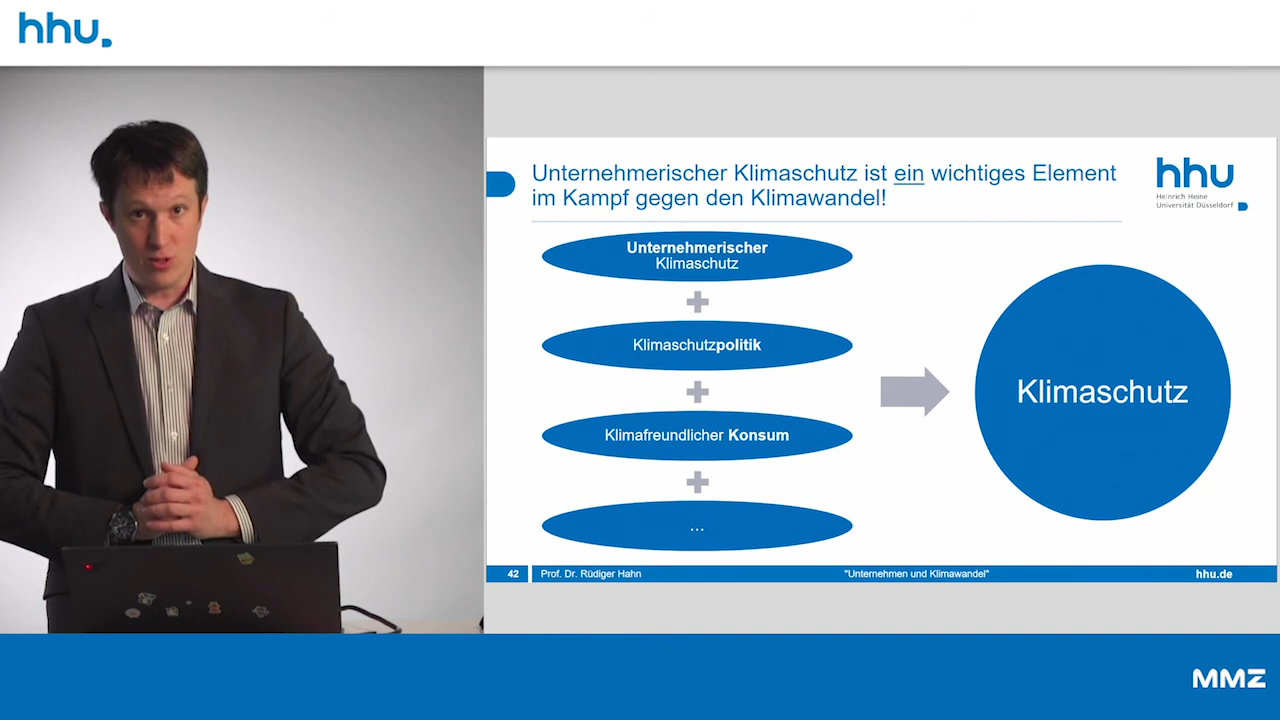 hhu.
Unternehmerischer Klimaschutz ist ein wichtiges Element
im Kampf gegen den Klimawandel!
hhu
Heinrich Heine
Universität Düsseldorf
Unternehmerischer
Klimaschutz
Klimaschutzpolitik
Klimafreundlicher Konsum
...
Klimaschutz
42
Prof. Dr. Rüdiger Hahn
"Unternehmen und Klimawandel"
hhu.de
MMZ